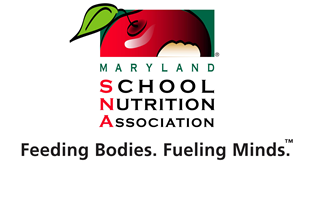 ®
MARYLAND
SCHOOL
NUTRITION
ASSOCIATION
Feeding Bodies. Fueling Minds.™